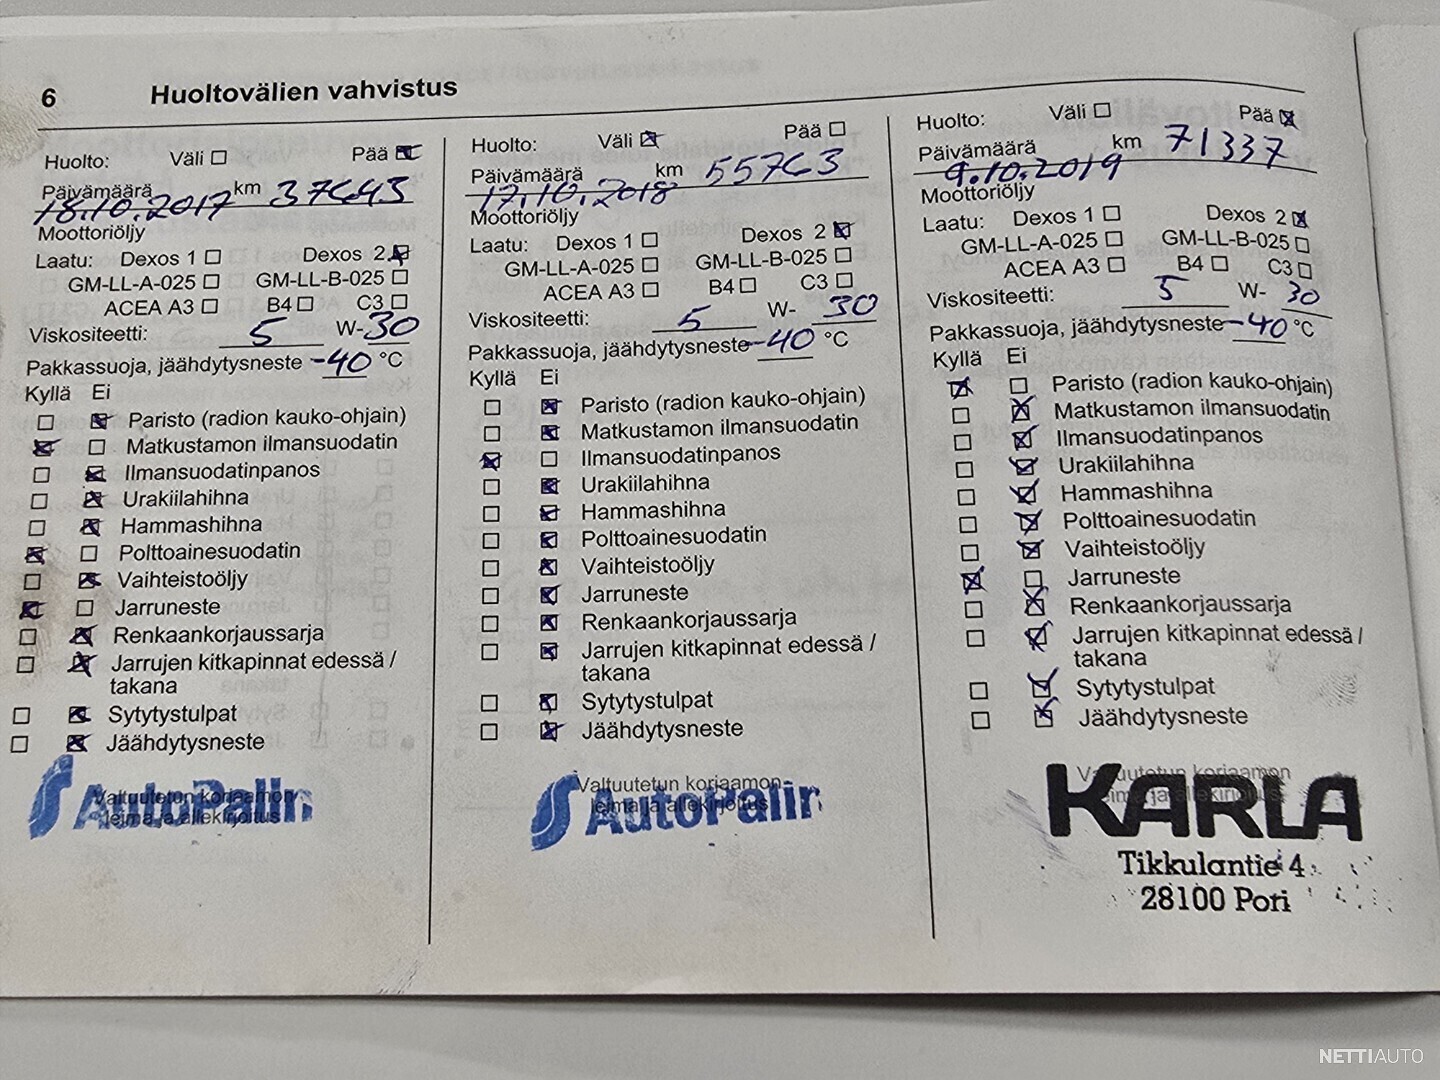 6 Huoltovälien vahvistus
Huolto: Väli Pää
Päivämäärä km
18.10.2017
Moottoriöljy
Laatu: Dexos 1 Dexos 2
GM-LL-A-025 GM-LL-B-025
ACEA A3 B4 C3
Viskositeetti: 5 W-30
Pakkassuoja, jäähdytysneste -40 °C
Kyllä Ei
Paristo (radion kauko-ohjain)
Matkustamon ilmansuodatin
Ilmansuodatinpanos
Urakiilahihna
Hammashihna
Polttoainesuodatin
Vaihteistoöljy
Jarruneste
Renkaankorjaussarja
Jarrujen kitkapinnat edessä /
takana
Sytytystulpat
Jäähdytysneste
Valtuutetun korjaamon
leima ja allekirjoitus
AutoPalin
Huolto: Väli Pää
Päivämäärä km
17.10.2018
Moottoriöljy
Laatu: Dexos 1 Dexos 2
GM-LL-A-025 GM-LL-B-025
ACEA A3 B4 C3
Viskositeetti: 5 W- 30
Pakkassuoja, jäähdytysneste -40 °C
Kyllä Ei
Paristo (radion kauko-ohjain)
Matkustamon ilmansuodatin
Ilmansuodatinpanos
Urakiilahihna
Hammashihna
Polttoainesuodatin
Vaihteistoöljy
Jarruneste
Renkaankorjaussarja
Jarrujen kitkapinnat edessä /
takana
Sytytystulpat
Jäähdytysneste
Valtuutetun korjaamon
leima ja allekirjoitus
AutoPalin
Huolto: Väli Pää
Päivämäärä km 71337
9.10.2019
Moottoriöljy
Laatu: Dexos 1 Dexos 2
GM-LL-A-025 GM-LL-B-025
ACEA A3 B4 C3
Viskositeetti: 5 W- 30
Pakkassuoja, jäähdytysneste -40 °C
Kyllä Ei
Paristo (radion kauko-ohjain)
Matkustamon ilmansuodatin
Ilmansuodatinpanos
Urakiilahihna
Hammashihna
Polttoainesuodatin
Vaihteistoöljy
Jarruneste
Renkaankorjaussarja
Jarrujen kitkapinnat edessä /
takana
Sytytystulpat
Jäähdytysneste
Valtuutetun korjaamon
leima ja allekirjoitus
KARLA
Tikkulantie 4
28100 Pori
NETTIAUTO